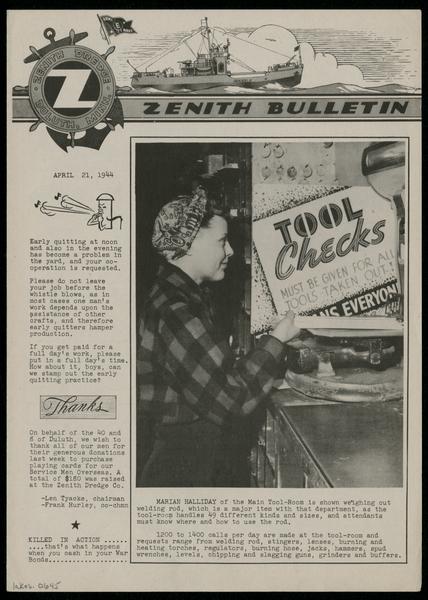 ZENITH DREDGE
Z
DULUTH, MINN.
E
ZENITH BULLETIN
APRIL 21, 1944
Early quitting at noon
and also in the evening
has become a problem in
the yard, and your co-
operation is requested.
Please do not leave
your job before the
whistle blows, as in
most cases one man's
work depends upon the
assistance of other
crafts, and therefore
early quitters hamper
production.
If you get paid for a
full day's work, please
put in a full day's time.
How about it, boys, can
we stamp out the early
quitting practice?
Thanks
On behalf of the 40 and
8 of Duluth, we wish to
thank all of our men for
their generous donations
last week to purchase
playing cards for our
Service Men Overseas. A
total of $180 was raised
at the Zenith Dredge Co.
-Len Tyacke, chairman
-Frank Hurley, co-chmn
KILLED IN ACTION ......
....that's what happens
when you cash in your War
Bonds..................
TOOL
Checks
MUST BE GIVEN FOR ALL
TOOLS TAKEN OUT.
NS EVERYONE
MARIAN HALLIDAY of the Main Tool-Room is shown weighing out
welding rod, which is a major item with that department, as the
tool-room handles 49 different kinds and sizes, and attendants
must know where and how to use the rod.
1200 to 1400 calls per day are made at the tool-room and
requests range from welding rod, stingers, lenses, burning and
heating torches, regulators, burning hose, jacks, hammers, spud
wrenches, levels, chipping and slagging guns, grinders and buffers.